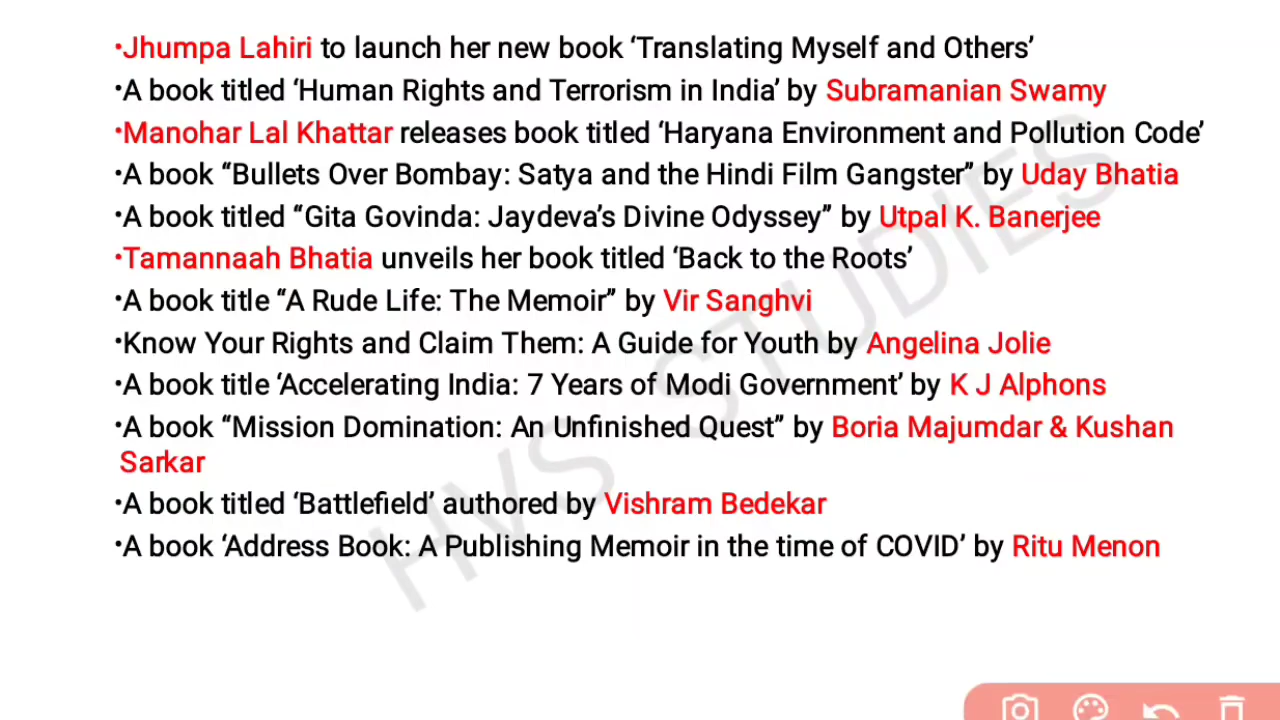 •Jhumpa Lahiri to launch her new book ‘Translating Myself and Others’
•A book titled ‘Human Rights and Terrorism in India’ by Subramanian Swamy
•Manohar Lal Khattar releases book titled ‘Haryana Environment and Pollution Code’
•A book “Bullets Over Bombay: Satya and the Hindi Film Gangster” by Uday Bhatia
•A book titled “Gita Govinda: Jaydeva’s Divine Odyssey” by Utpal K. Banerjee
•Tamannaah Bhatia unveils her book titled ‘Back to the Roots’
•A book title “A Rude Life: The Memoir” by Vir Sanghvi
•Know Your Rights and Claim Them: A Guide for Youth by Angelina Jolie
•A book title ‘Accelerating India: 7 Years of Modi Government’ by K J Alphons
•A book “Mission Domination: An Unfinished Quest” by Boria Majumdar & Kushan
Sarkar
•A book titled ‘Battlefield’ authored by Vishram Bedekar
•A book ‘Address Book: A Publishing Memoir in the time of COVID’ by Ritu Menon
HVS STUDIES